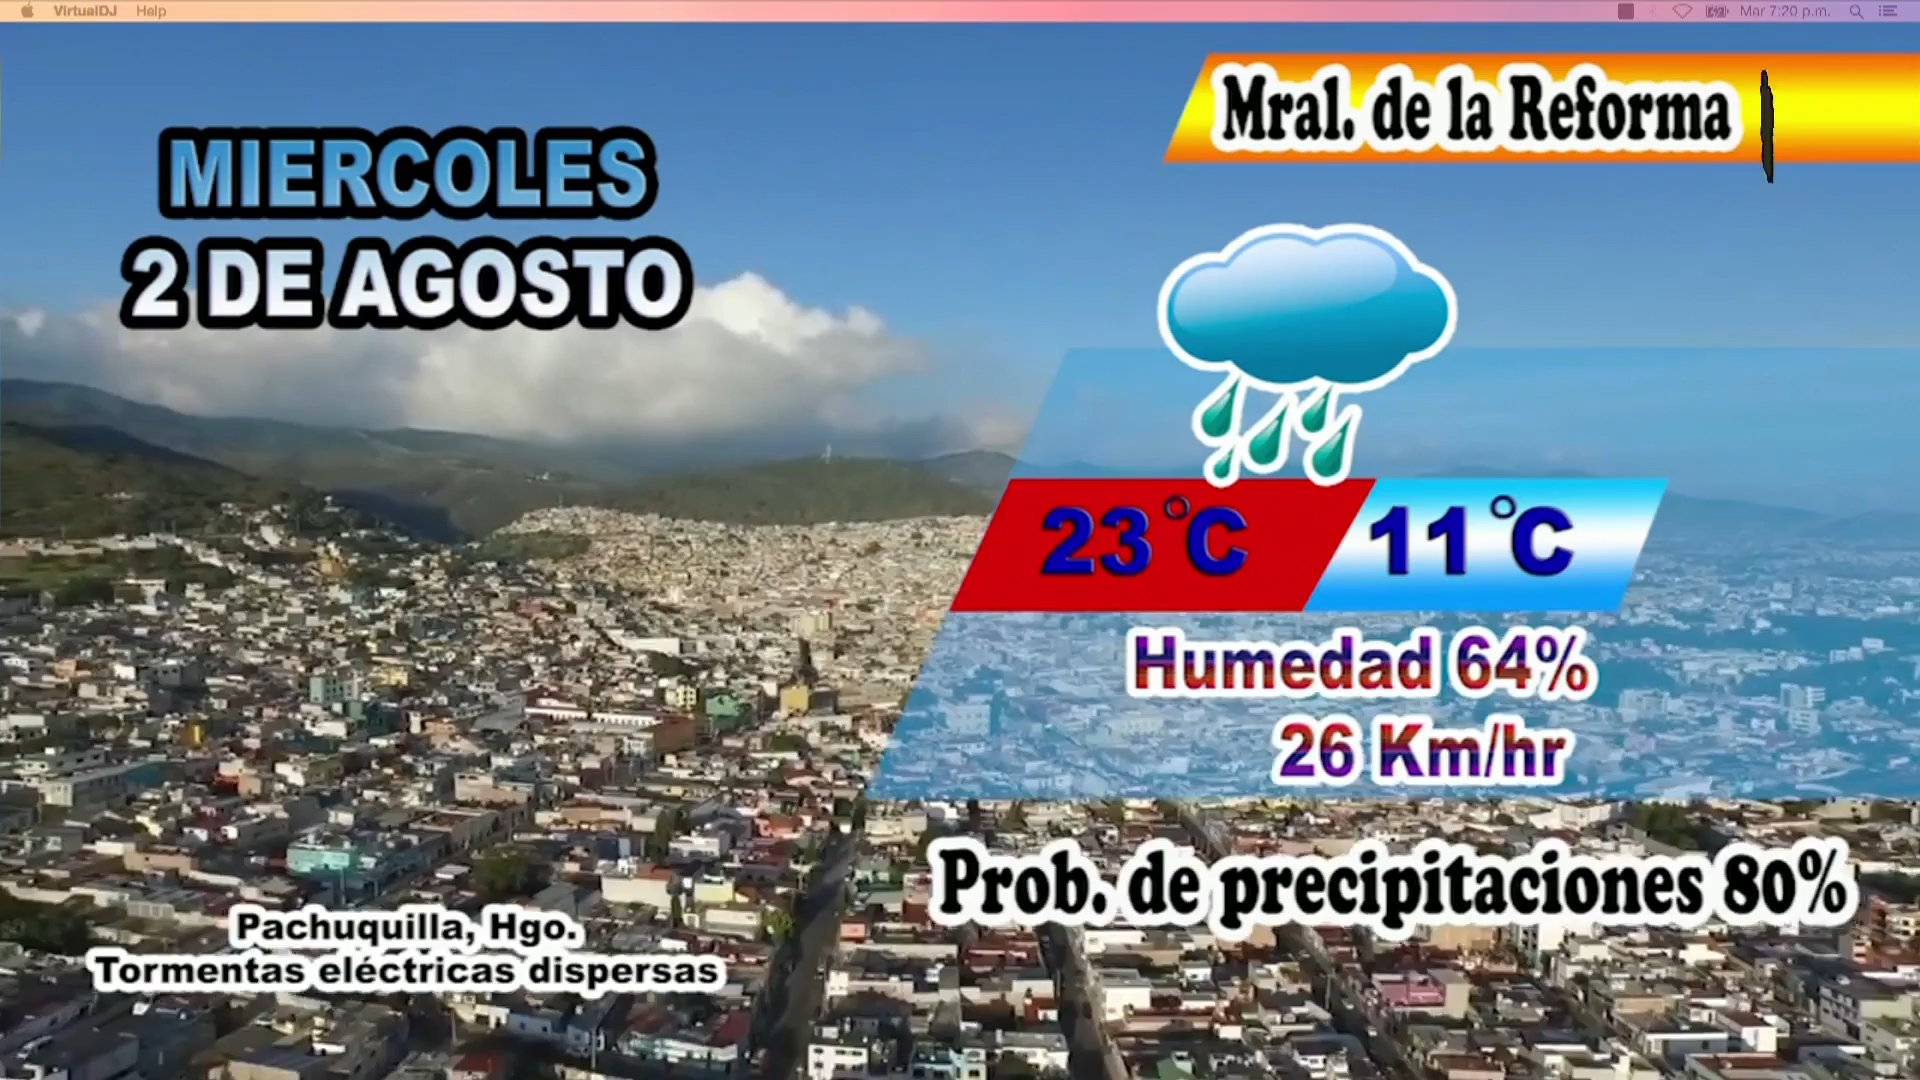 VirtualDJ Help
Mar 7:20 p.m.
Mral. de la Reforma
MIERCOLES
2 DE AGOSTO
23°C 11°C
Humedad 64%
26 Km/hr
Prob. de precipitaciones 80%
Pachuquilla, Hgo.
Tormentas eléctricas dispersas